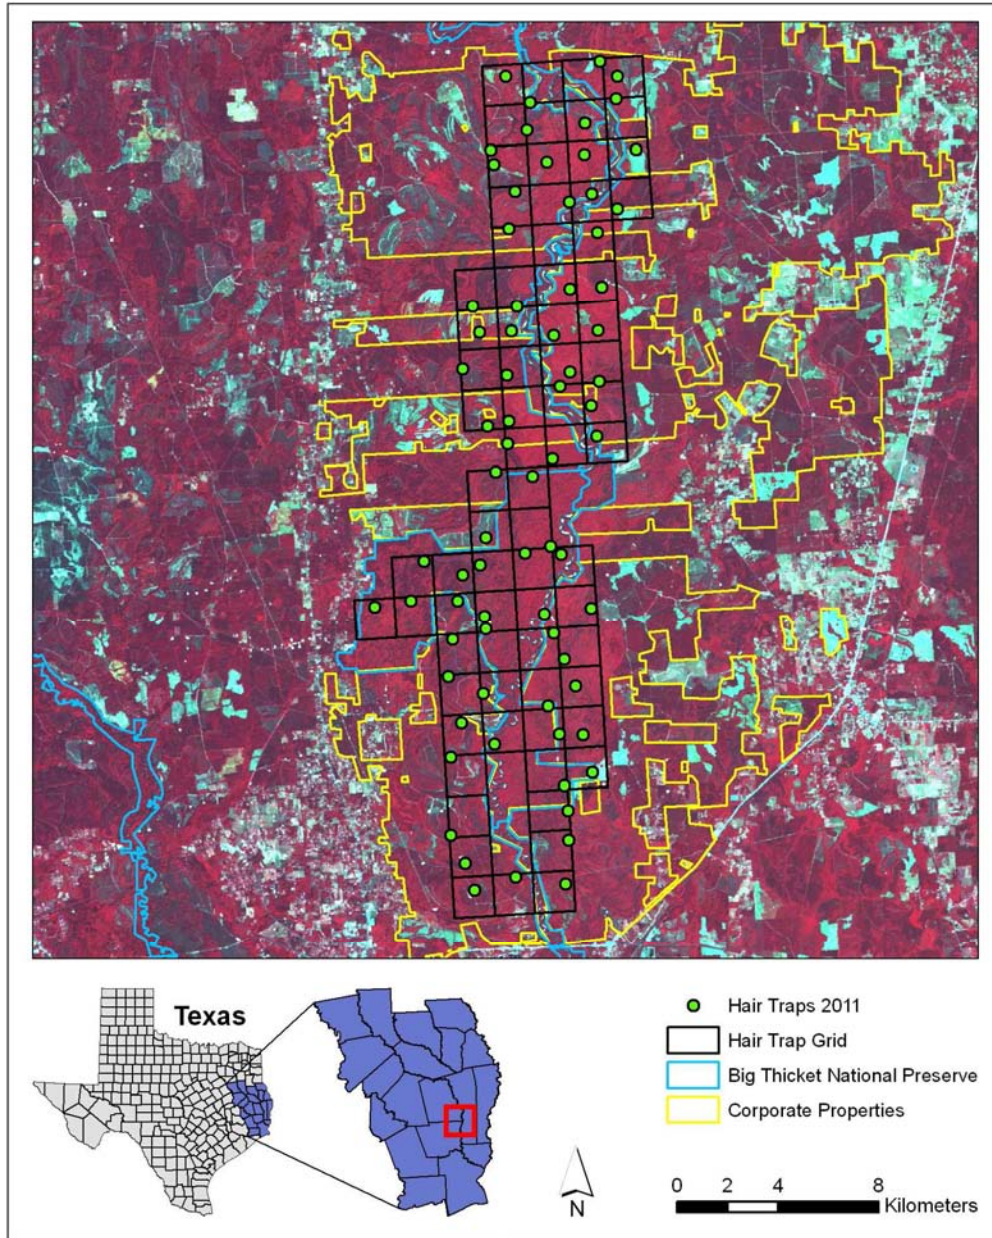 Texas
Hair Traps 2011
Hair Trap Grid
Big Thicket National Preserve
Corporate Properties
N
0 2 4 8
Kilometers